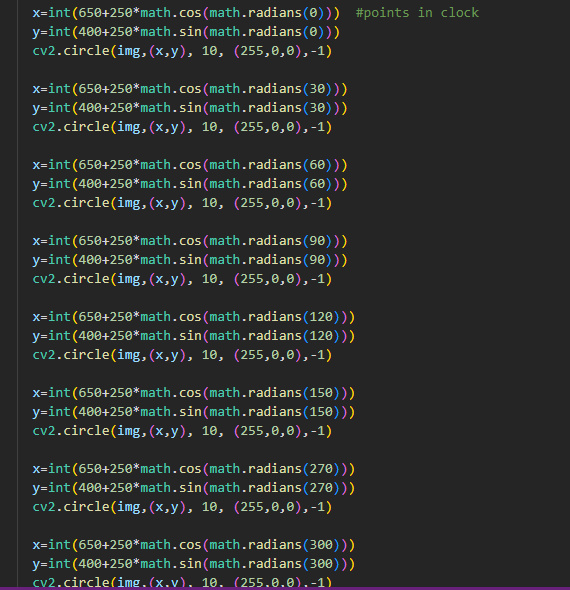 x=int(650+250*math.cos(math.radians(0)))  #points in clock
y=int(400+250*math.sin(math.radians(0)))
cv2.circle(img,(x,y), 10, (255,0,0),-1)

x=int(650+250*math.cos(math.radians(30)))
y=int(400+250*math.sin(math.radians(30)))
cv2.circle(img,(x,y), 10, (255,0,0),-1)

x=int(650+250*math.cos(math.radians(60)))
y=int(400+250*math.sin(math.radians(60)))
cv2.circle(img,(x,y), 10, (255,0,0),-1)

x=int(650+250*math.cos(math.radians(90)))
y=int(400+250*math.sin(math.radians(90)))
cv2.circle(img,(x,y), 10, (255,0,0),-1)

x=int(650+250*math.cos(math.radians(120)))
y=int(400+250*math.sin(math.radians(120)))
cv2.circle(img,(x,y), 10, (255,0,0),-1)

x=int(650+250*math.cos(math.radians(150)))
y=int(400+250*math.sin(math.radians(150)))
cv2.circle(img,(x,y), 10, (255,0,0),-1)

x=int(650+250*math.cos(math.radians(270)))
y=int(400+250*math.sin(math.radians(270)))
cv2.circle(img,(x,y), 10, (255,0,0),-1)

x=int(650+250*math.cos(math.radians(300)))
y=int(400+250*math.sin(math.radians(300)))
cv2.circle(img,(x,y), 10, (255,0,0),-1)